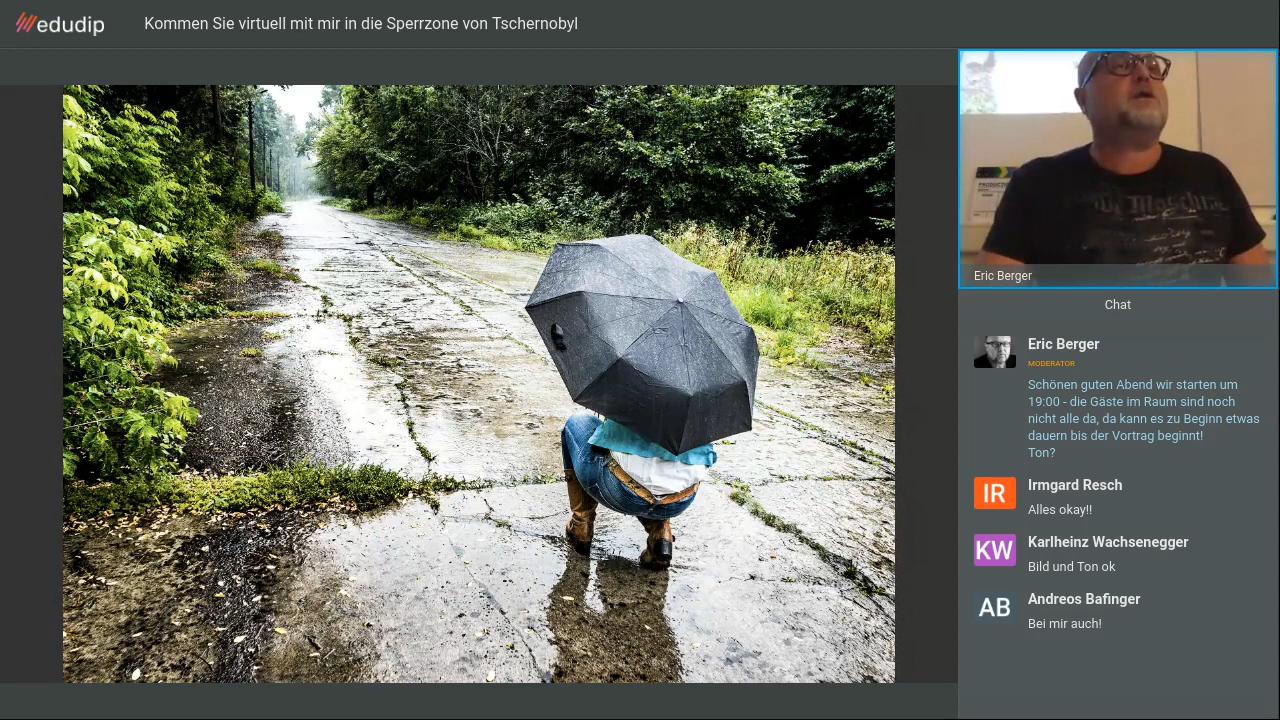 edudip
Kommen Sie virtuell mit mir in die Sperrzone von Tschernobyl
Eric Berger
Chat
Eric Berger
MODERATOR
Schönen guten Abend wir starten um
19:00 - die Gäste im Raum sind noch
nicht alle da, da kann es zu Beginn etwas
dauern bis der Vortrag beginnt!
Ton?
IR
Irmgard Resch
Alles okay!!
KW
Karlheinz Wachsenegger
Bild und Ton ok
AB
Andreos Bafinger
Bei mir auch!